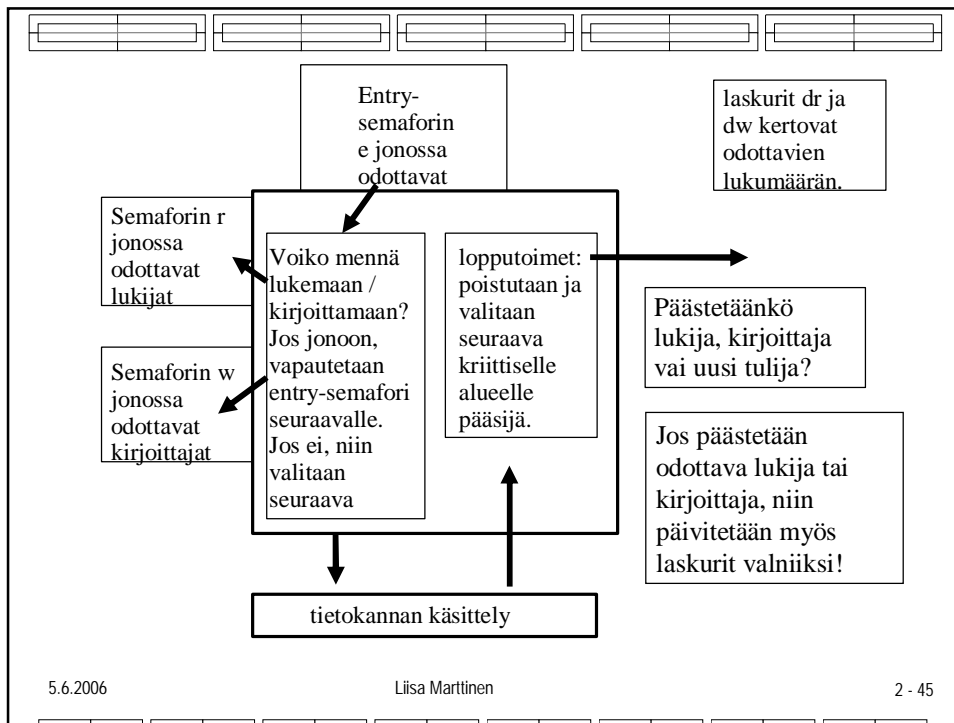 Entry-
semaforin
e jonossa
odottavat
laskurit dr ja
dw kertovat
odottavien
lukumäärän.
Semaforin r
jonossa
odottavat
lukijat
Semaforin w
jonossa
odottavat
kirjoittajat
Voiko mennä
lukemaan /
kirjoittamaan?
Jos jonoon,
vapautetaan
entry-semafori
seuraavalle.
Jos ei, niin
valitaan
seuraava
lopputoimet:
poistutaan ja
valitaan
seuraava
kriittiselle
alueelle
pääsijä.
Päästetäänkö
lukija, kirjoittaja
vai uusi tulija?
Jos päästetään
odottava lukija tai
kirjoittaja, niin
päivitetään myös
laskurit valniiksi!
tietokannan käsittely
5.6.2006
Liisa Marttinen
2 - 45